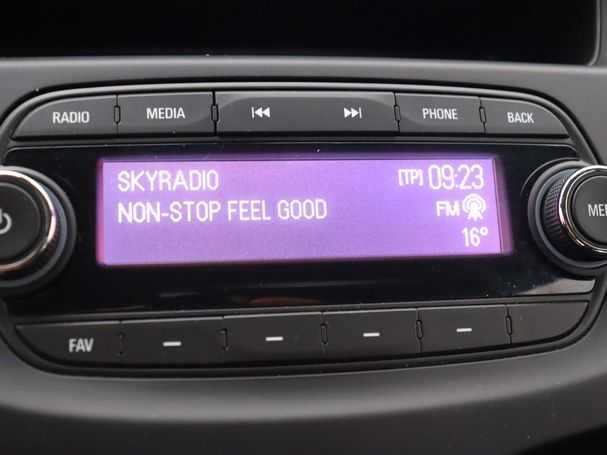 RADIO MEDIA PHONE BACK
SKYRADIO [TP] 09:23
NON-STOP FEEL GOOD FM
16°
FAV